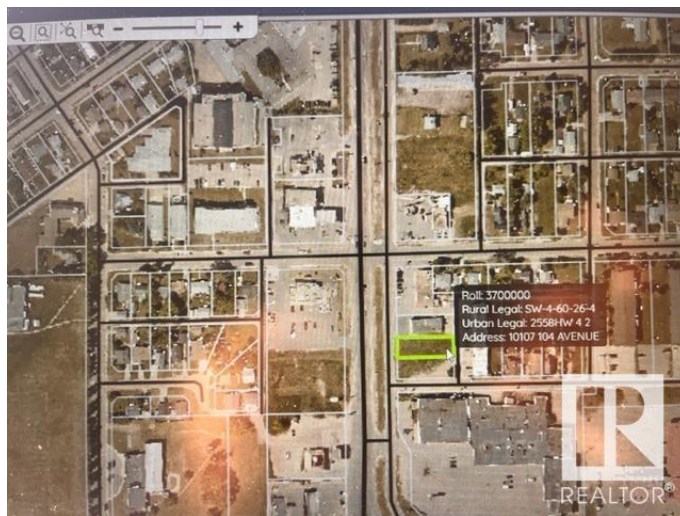 Roll: 3700000
Rural Legal: SW-4-60-26-4
Urban Legal: 2558HW 4 2
Address: 10107 104 AVENUE
REALTOR®